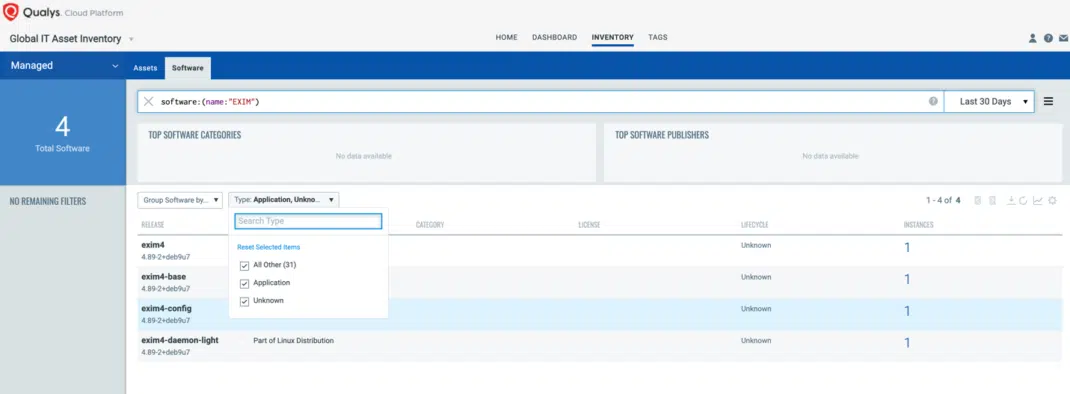 Qualys. Cloud Platform
Global IT Asset Inventory
HOME DASHBOARD INVENTORY TAGS
Managed
Assets Software
4
Total Software
software:(name:"EXIM")
Last 30 Days
TOP SOFTWARE CATEGORIES
No data available
TOP SOFTWARE PUBLISHERS
No data available
NO REMAINING FILTERS
Group Software by...
Type: Application, Unkno...
1 - 4 of 4
Search Type
Reset Selected Items
All Other (31)
Application
Unknown
RELEASE CATEGORY LICENSE LIFECYCLE INSTANCES
exim4 Unknown 1
4.89-2+deb9u7
exim4-base Unknown 1
4.89-2+deb9u7
exim4-config Unknown 1
4.89-2+deb9u7
exim4-daemon-light Part of Linux Distribution Unknown 1
4.89-2+deb9u7